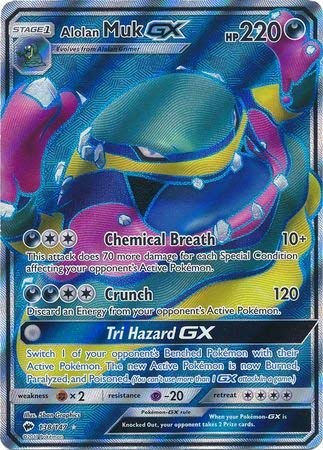 STAGE 1
Alolan Muk GX
HP 220
Evolves from Alolan Grimer
Chemical Breath 10+
This attack does 70 more damage for each Special Condition
affecting your opponent's Active Pokémon.
Crunch 120
Discard an Energy from your opponent's Active Pokémon.
Tri Hazard GX
Switch 1 of your opponent's Benched Pokémon with their
Active Pokémon. The new Active Pokémon is now Burned,
Paralyzed, and Poisoned. (You can't use more than 1 GX attack in a game.)
weakness ×2 resistance -20 retreat
Illus. 5ban Graphics
Pokémon-GX rule
When your Pokémon-GX is
Knocked Out, your opponent takes 2 Prize cards.
138/147